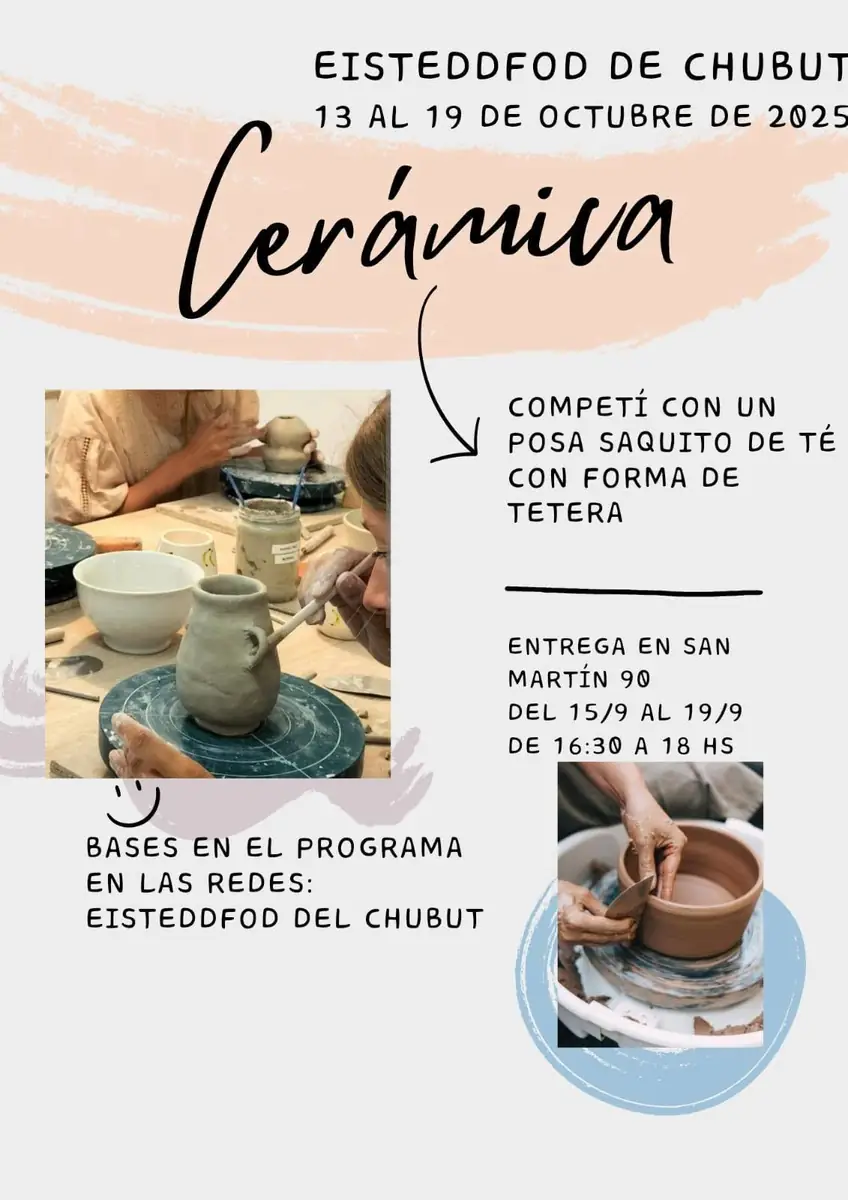 EISTEDDFOD DE CHUBUT
13 AL 19 DE OCTUBRE DE 2025
Cerámica
COMPETÍ CON UN
POSA SAQUITO DE TÉ
CON FORMA DE
TETERA
ENTREGA EN SAN
MARTÍN 90
DEL 15/9 AL 19/9
DE 16:30 A 18 HS
BASES EN EL PROGRAMA
EN LAS REDES:
EISTEDDFOD DEL CHUBUT